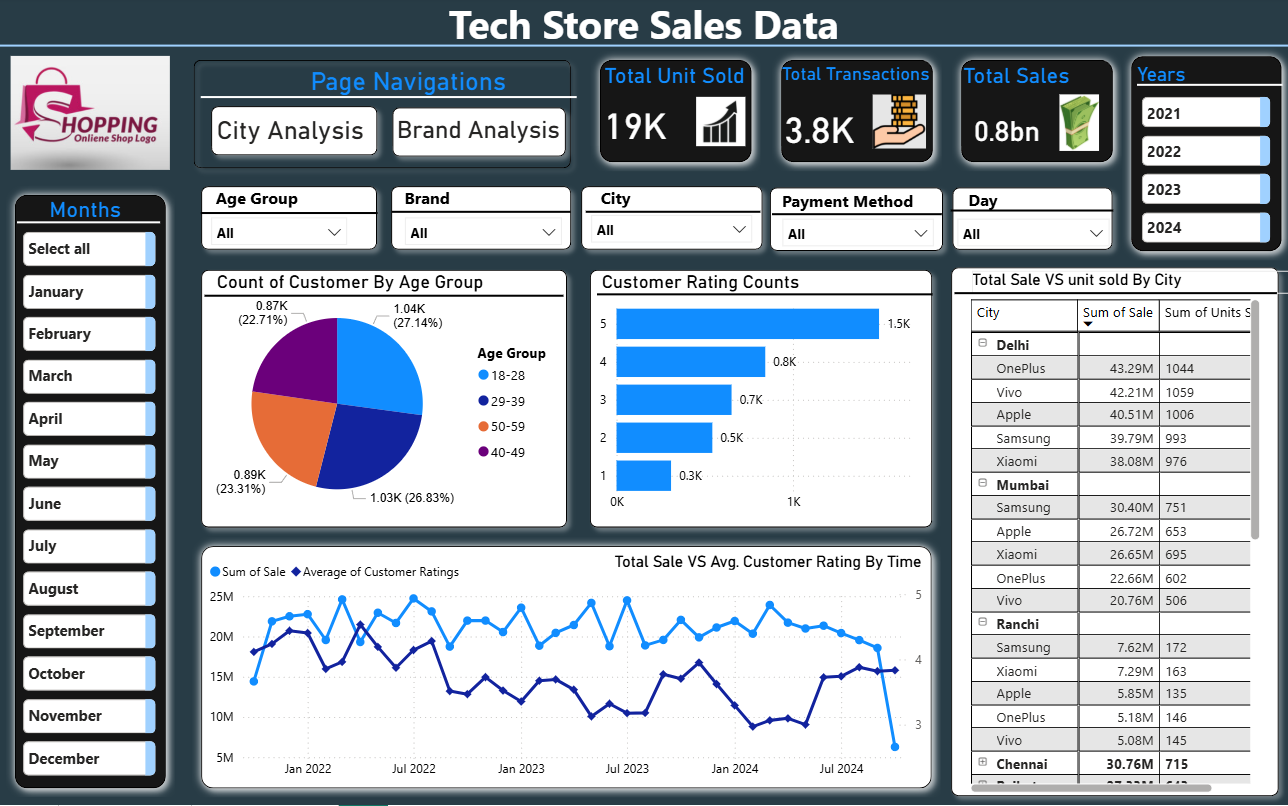 Tech Store Sales Data
SHOPPING
Onliene Shop Logo
Page Navigations
City Analysis
Brand Analysis
Total Unit Sold
19K
Total Transactions
3.8K
Total Sales
0.8bn
Years
2021
2022
2023
2024
Months
Select all
January
February
March
April
May
June
July
August
September
October
November
December
Age Group
All
Brand
All
City
All
Payment Method
All
Day
All
Count of Customer By Age Group
0.87K
(22.71%)
1.04K
(27.14%)
0.89K
(23.31%)
1.03K (26.83%)
Age Group
18-28
29-39
50-59
40-49
Customer Rating Counts
5 1.5K
4 0.8K
3 0.7K
2 0.5K
1 0.3K
0K 1K
Total Sale VS unit sold By City
City Sum of Sale Sum of Units S
Delhi
OnePlus 43.29M 1044
Vivo 42.21M 1059
Apple 40.51M 1006
Samsung 39.79M 993
Xiaomi 38.08M 976
Mumbai
Samsung 30.40M 751
Apple 26.72M 653
Xiaomi 26.65M 695
OnePlus 22.66M 602
Vivo 20.76M 506
Ranchi
Samsung 7.62M 172
Xiaomi 7.29M 163
Apple 5.85M 135
OnePlus 5.18M 146
Vivo 5.08M 145
Chennai 30.76M 715
Total Sale VS Avg. Customer Rating By Time
Sum of Sale Average of Customer Ratings
25M 5
20M
4
15M
10M 3
5M
Jan 2022 Jul 2022 Jan 2023 Jul 2023 Jan 2024 Jul 2024